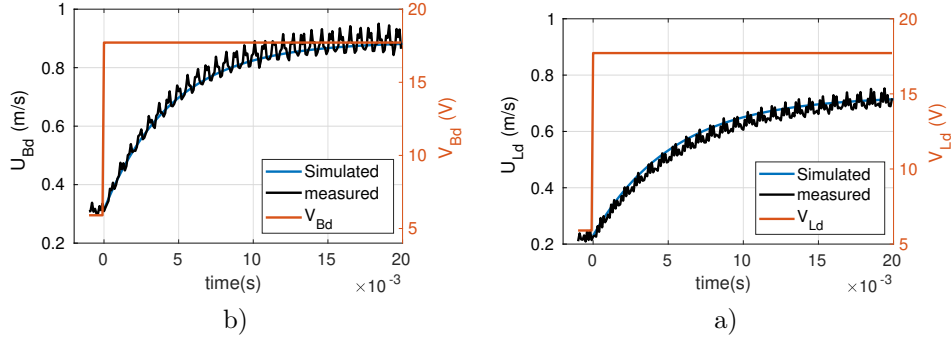 1
0.8
0.6
0.4
0.2
U_Bd (m/s)
20
15
10
5
V_Bd (V)
Simulated
measured
V_Bd
0 5 10 15 20
time(s)
×10^-3
b)
1
0.8
0.6
0.4
0.2
U_Ld (m/s)
20
15
10
5
V_Ld (V)
Simulated
measured
V_Ld
0 5 10 15 20
time(s)
×10^-3
a)